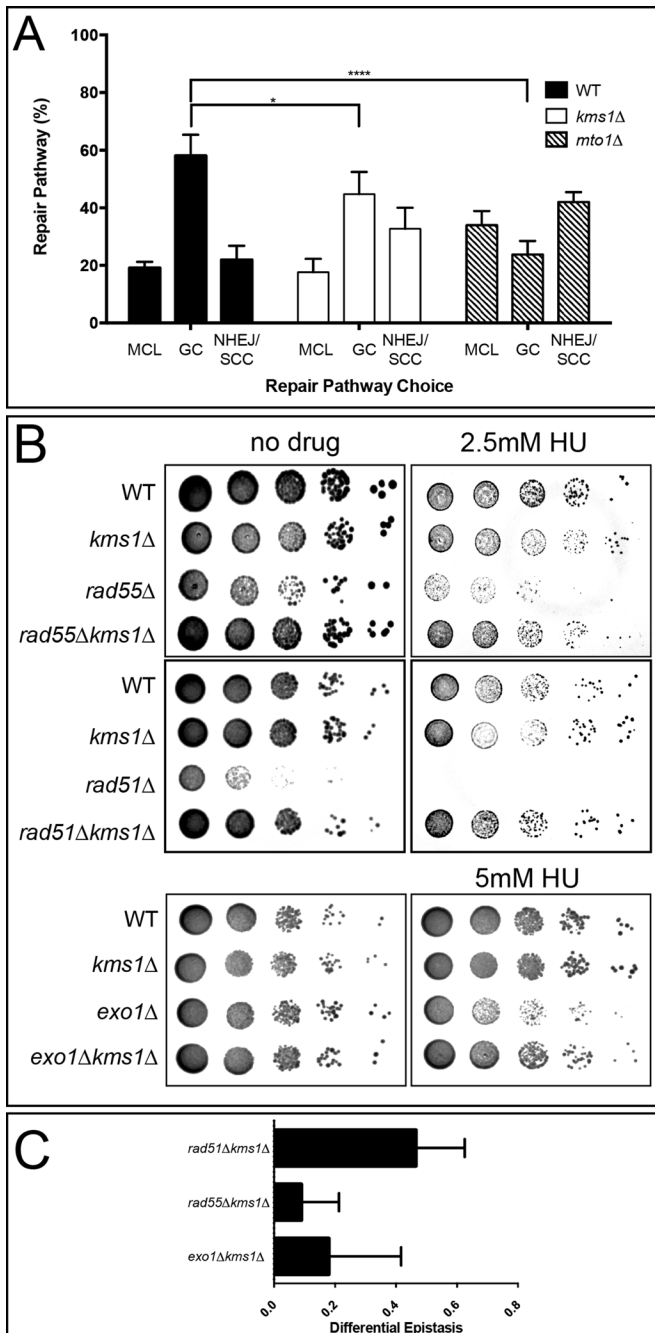 A
100
80
60
40
20
0
Repair Pathway (%)
****
*
WT
kms1Δ
mto1Δ
MCL GC NHEJ/SCC MCL GC NHEJ/SCC MCL GC NHEJ/SCC
Repair Pathway Choice
B
no drug 2.5mM HU
WT
kms1Δ
rad55Δ
rad55Δkms1Δ
WT
kms1Δ
rad51Δ
rad51Δkms1Δ
5mM HU
WT
kms1Δ
exo1Δ
exo1Δkms1Δ
C
rad51Δkms1Δ
rad55Δkms1Δ
exo1Δkms1Δ
0.0 0.2 0.4 0.6 0.8
Differential Epistasis